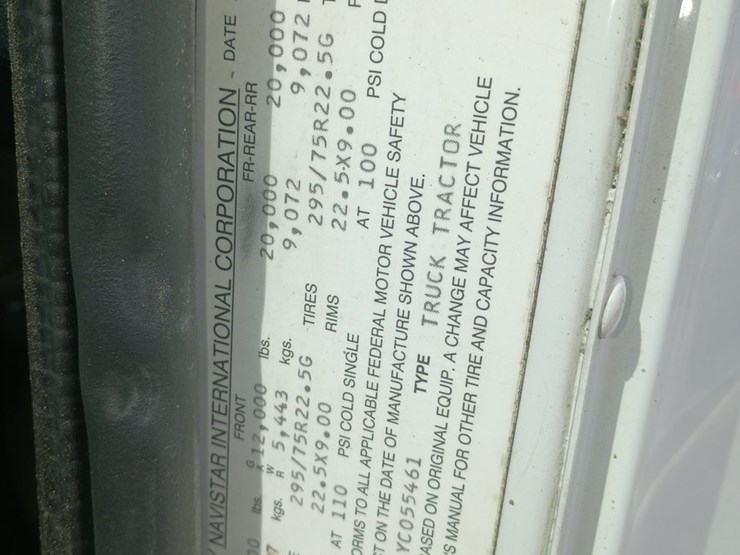 NAVISTAR INTERNATIONAL CORPORATION - DATE
FRONT FR-REAR-RR
lbs. G A W R 12,000 lbs. 20,000 20,000
kgs. 5,443 kgs. 9,072 9,072
295/75R22.5G TIRES 295/75R22.5G
22.5X9.00 RIMS 22.5X9.00
AT 110 PSI COLD SINGLE AT 100 PSI COLD
ORMS TO ALL APPLICABLE FEDERAL MOTOR VEHICLE SAFETY
T ON THE DATE OF MANUFACTURE SHOWN ABOVE.
YC055461 TYPE TRUCK TRACTOR
ASED ON ORIGINAL EQUIP. A CHANGE MAY AFFECT VEHICLE
'S MANUAL FOR OTHER TIRE AND CAPACITY INFORMATION.